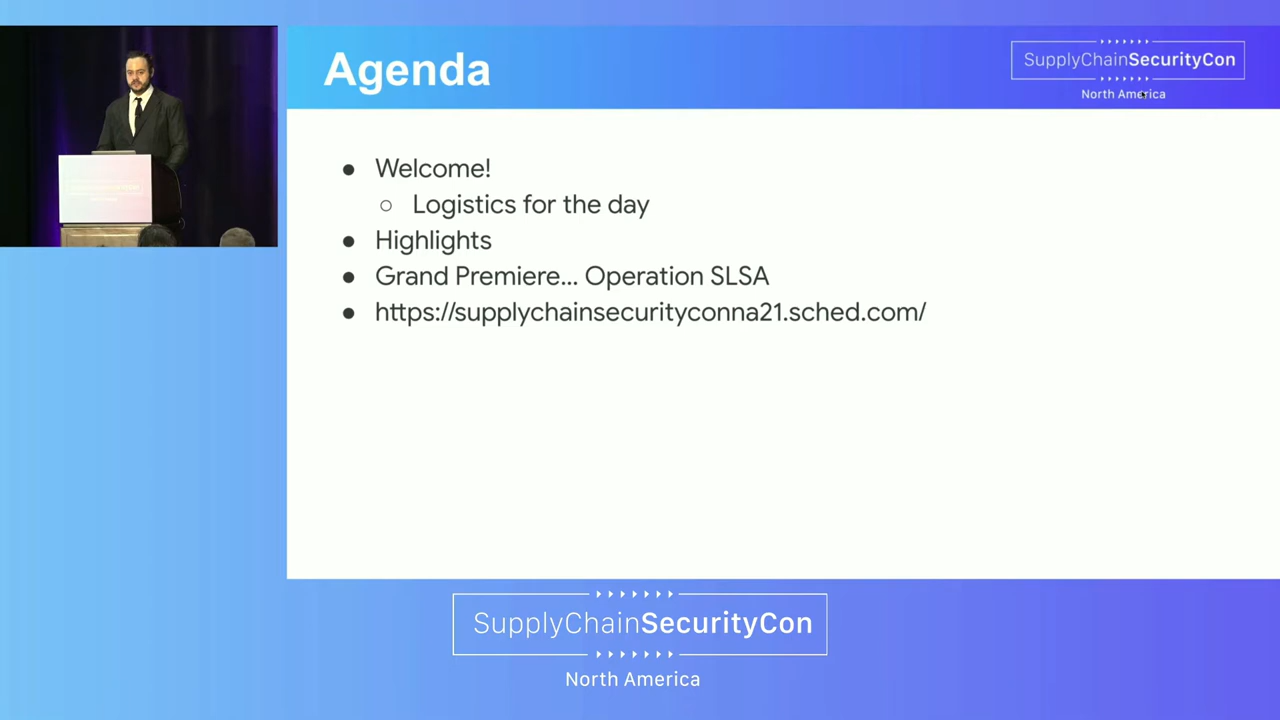 Agenda
SupplyChainSecurityCon
North America
● Welcome!
○ Logistics for the day
● Highlights
● Grand Premiere... Operation SLSA
● https://supplychainsecurityconna21.sched.com/
SupplyChainSecurityCon
North America